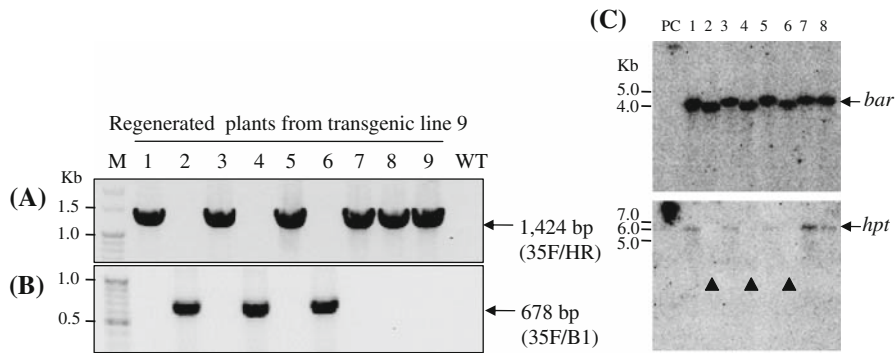 Regenerated plants from transgenic line 9
M 1 2 3 4 5 6 7 8 9 WT
Kb
(A)
1.5
1.0
1,424 bp
(35F/HR)
(B)
1.0
0.5
678 bp
(35F/B1)
(C)
PC 1 2 3 4 5 6 7 8
Kb
5.0
4.0
bar
7.0
6.0
5.0
hpt